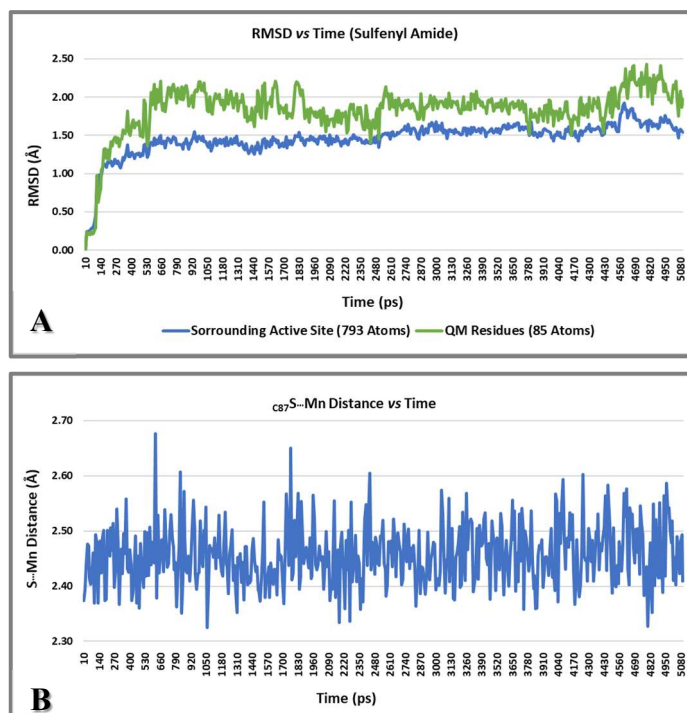 RMSD vs Time (Sulfenyl Amide)
2.50
2.00
1.50
1.00
0.50
0.00
RMSD (Å)
10 140 270 400 530 660 790 920 1050 1180 1310 1440 1570 1700 1830 1960 2090 2220 2350 2480 2610 2740 2870 3000 3130 3260 3390 3520 3650 3780 3910 4040 4170 4300 4430 4560 4690 4820 4950 5080
Time (ps)
A
Sorrounding Active Site (793 Atoms) QM Residues (85 Atoms)
C87S···Mn Distance vs Time
2.70
2.60
2.50
2.40
2.30
S···Mn Distance (Å)
10 140 270 400 530 660 790 920 1050 1180 1310 1440 1570 1700 1830 1960 2090 2220 2350 2480 2610 2740 2870 3000 3130 3260 3390 3520 3650 3780 3910 4040 4170 4300 4430 4560 4690 4820 4950 5080
Time (ps)
B